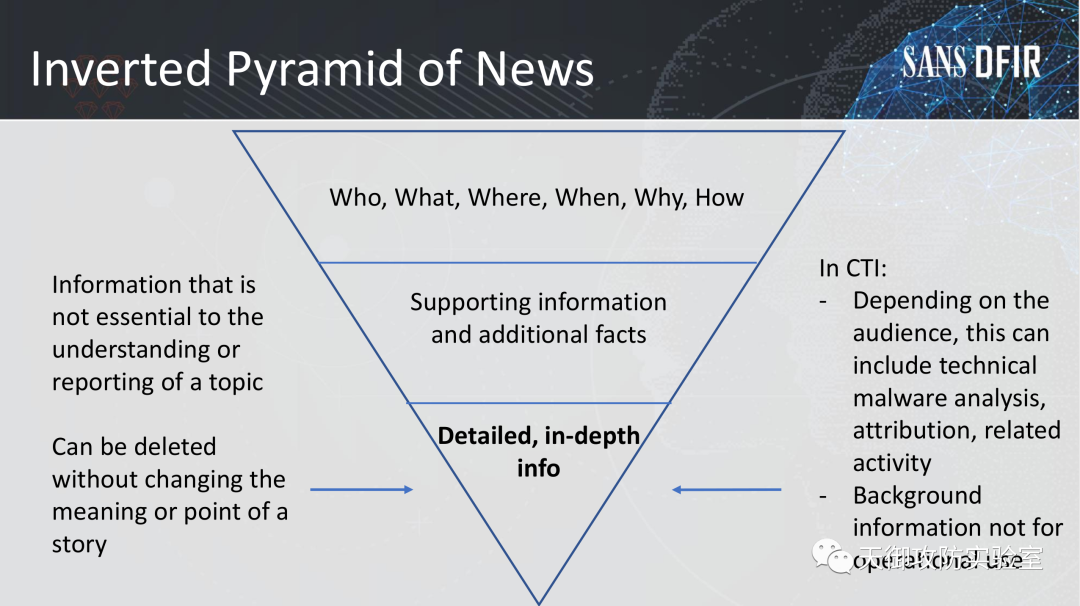 Inverted Pyramid of News
SANS DFIR
Who, What, Where, When, Why, How
Supporting information
and additional facts
Detailed, in-depth
info
Information that is
not essential to the
understanding or
reporting of a topic
Can be deleted
without changing the
meaning or point of a
story
In CTI:
- Depending on the
audience, this can
include technical
malware analysis,
attribution, related
activity
- Background
information not for
operational use
天御攻防实验室